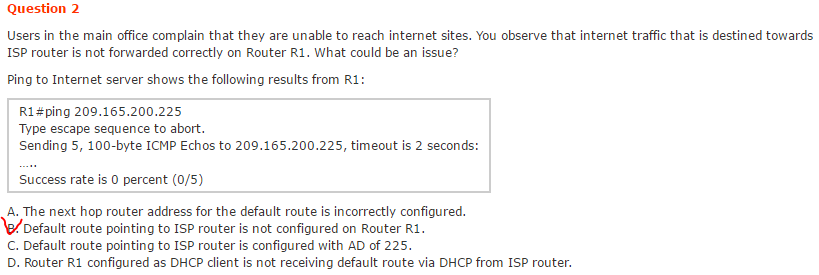 Question 2
Users in the main office complain that they are unable to reach internet sites. You observe that internet traffic that is destined towards
ISP router is not forwarded correctly on Router R1. What could be an issue?
Ping to Internet server shows the following results from R1:
R1#ping 209.165.200.225
Type escape sequence to abort.
Sending 5, 100-byte ICMP Echos to 209.165.200.225, timeout is 2 seconds:
…..
Success rate is 0 percent (0/5)
A. The next hop router address for the default route is incorrectly configured.
B. Default route pointing to ISP router is not configured on Router R1.
C. Default route pointing to ISP router is configured with AD of 225.
D. Router R1 configured as DHCP client is not receiving default route via DHCP from ISP router.